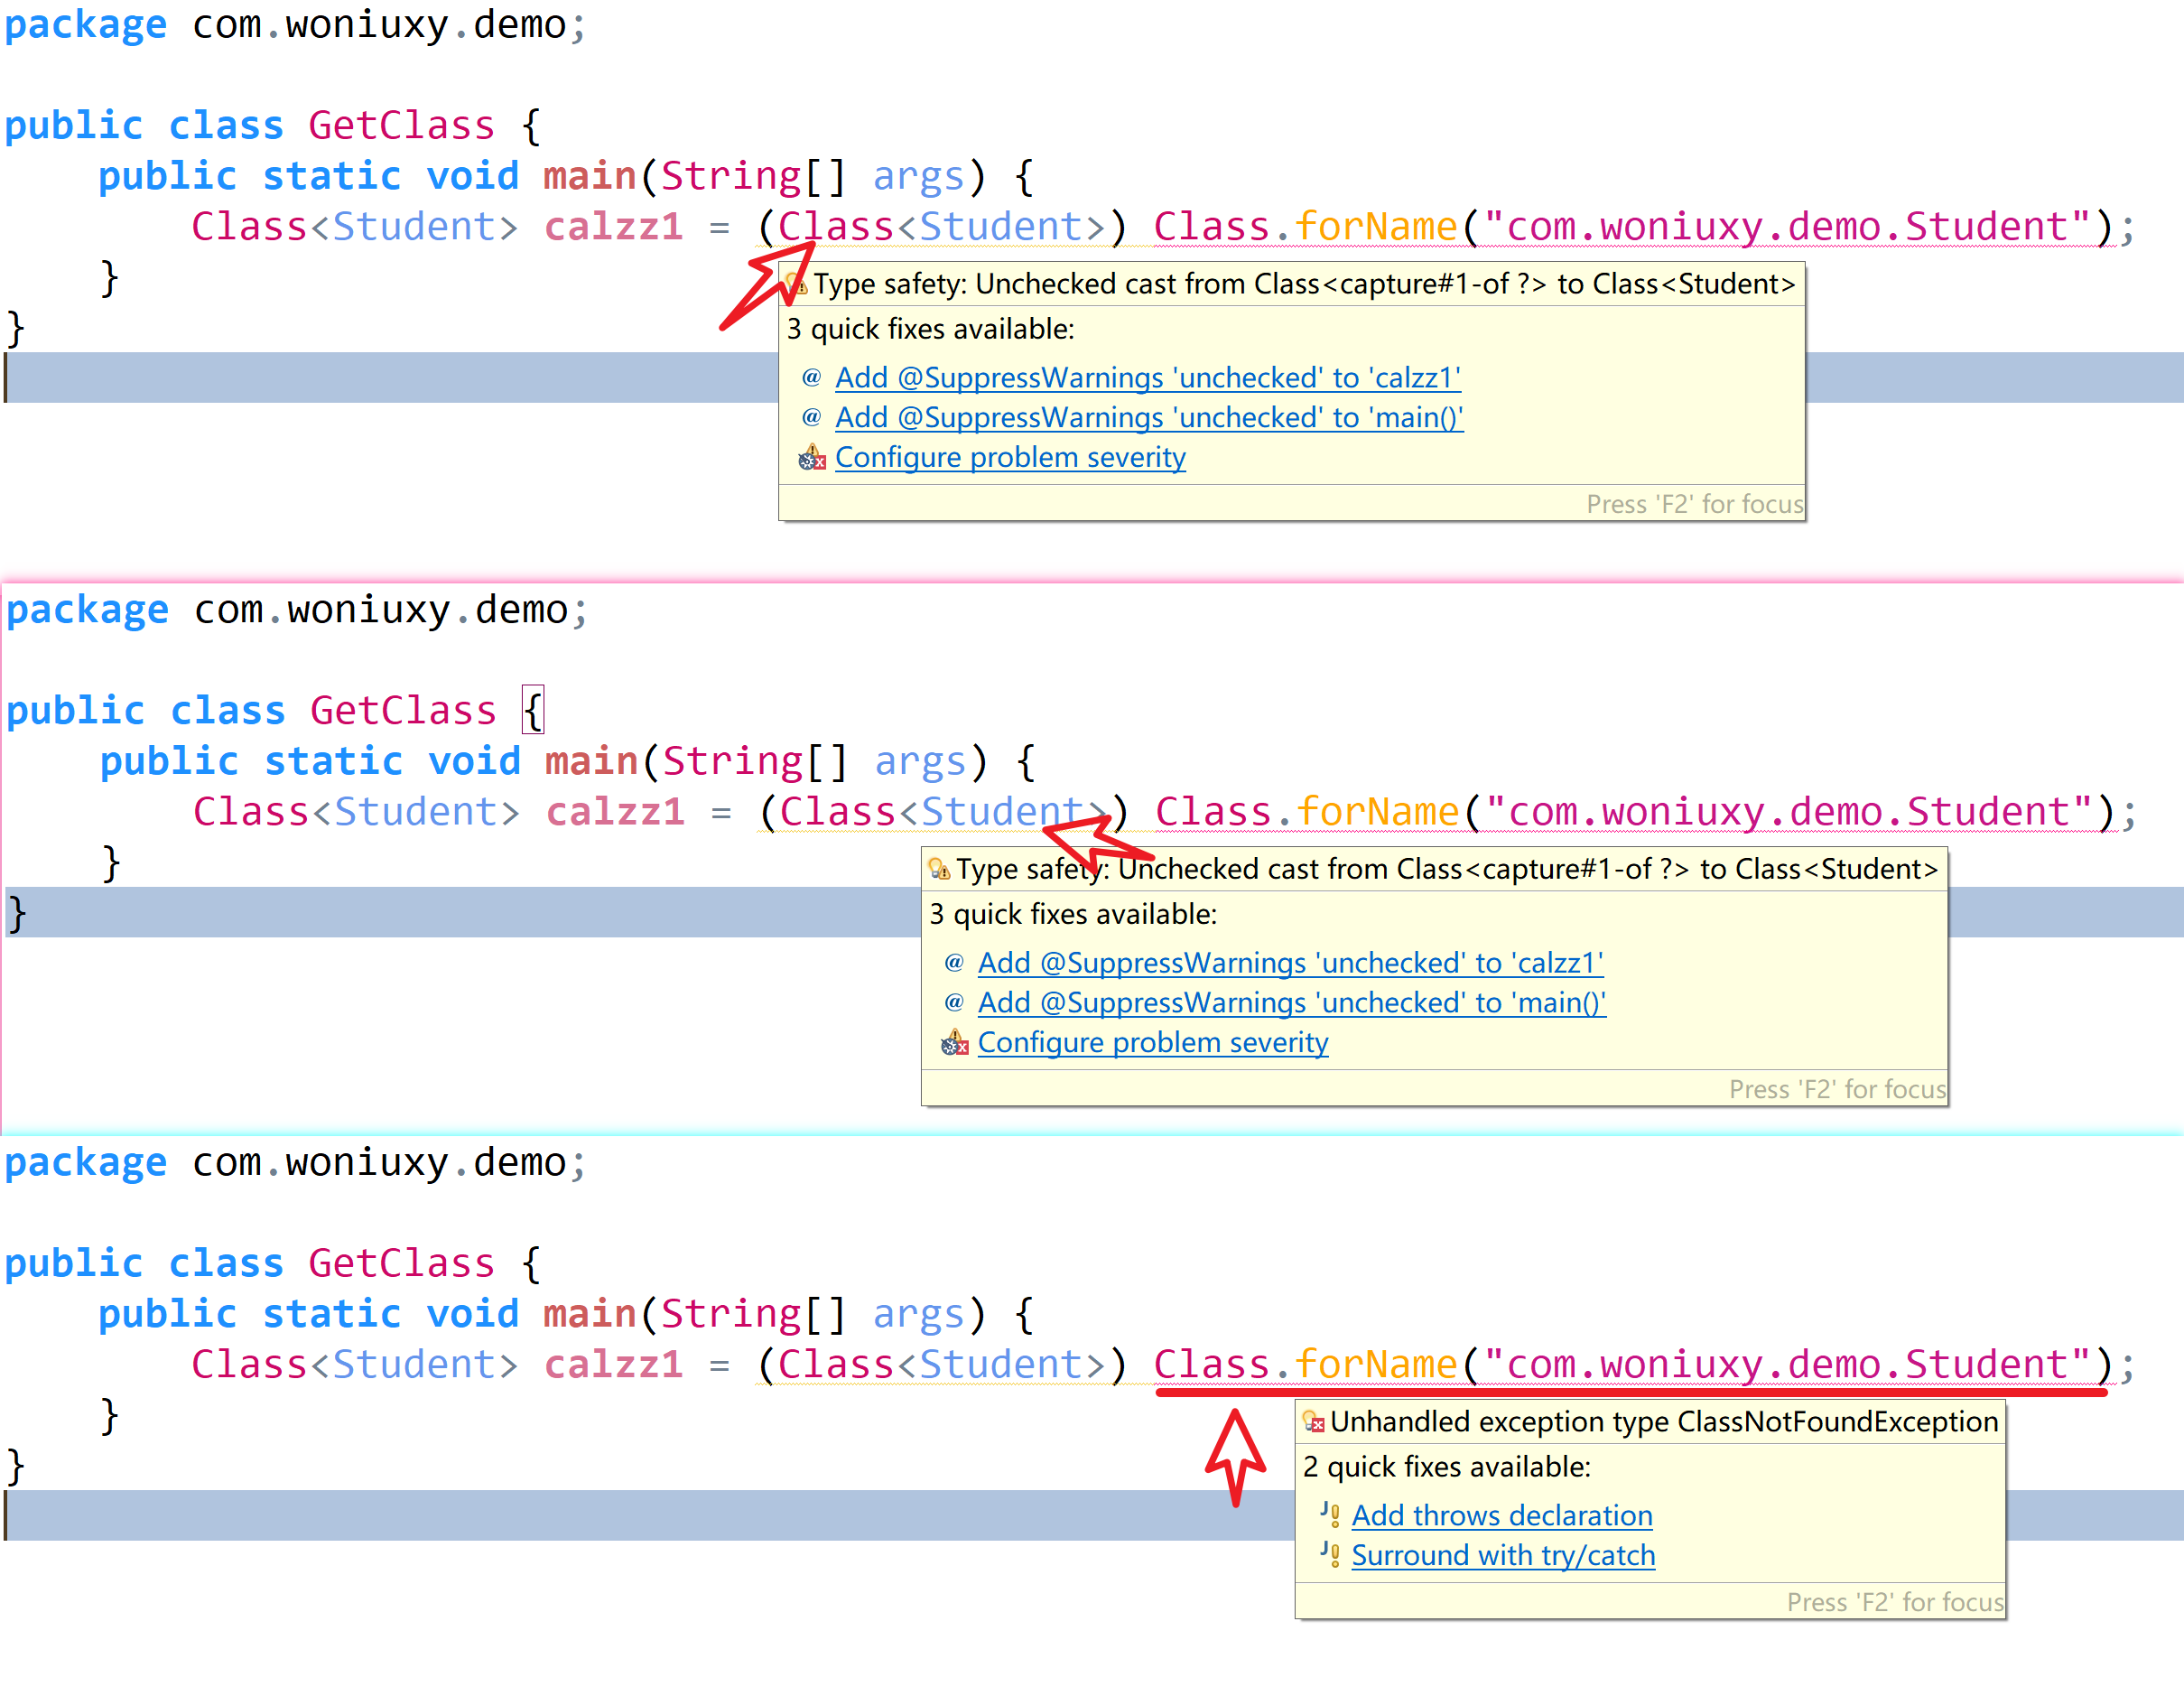 package com.woniuxy.demo;
public class GetClass {
public static void main(String[] args) {
Class<Student> calzz1 = (Class<Student>) Class.forName("com.woniuxy.demo.Student");
}
Type safety: Unchecked cast from Class<capture#1-of ?> to Class<Student>
}
3 quick fixes available:
@ Add @SuppressWarnings 'unchecked' to 'calzz1'
@ Add @SuppressWarnings 'unchecked' to 'main()'
Configure problem severity
Press 'F2' for focus
package com.woniuxy.demo;
public class GetClass {
public static void main(String[] args) {
Class<Student> calzz1 = (Class<Student>) Class.forName("com.woniuxy.demo.Student");
}
Type safety: Unchecked cast from Class<capture#1-of ?> to Class<Student>
}
3 quick fixes available:
@ Add @SuppressWarnings 'unchecked' to 'calzz1'
@ Add @SuppressWarnings 'unchecked' to 'main()'
Configure problem severity
Press 'F2' for focus
package com.woniuxy.demo;
public class GetClass {
public static void main(String[] args) {
Class<Student> calzz1 = (Class<Student>) Class.forName("com.woniuxy.demo.Student");
}
Unhandled exception type ClassNotFoundException
}
2 quick fixes available:
Add throws declaration
Surround with try/catch
Press 'F2' for focus